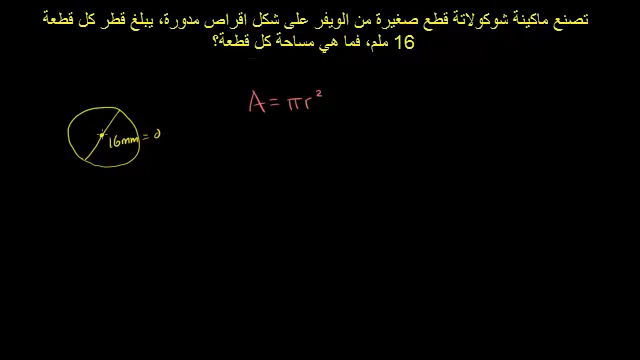 تصنع ماكينة شوكولاتة قطع صغيرة من الويفر على شكل اقراص مدورة، يبلغ قطر كل قطعة
16 ملم، فما هي مساحة كل قطعة؟
A = πr²
16mm =